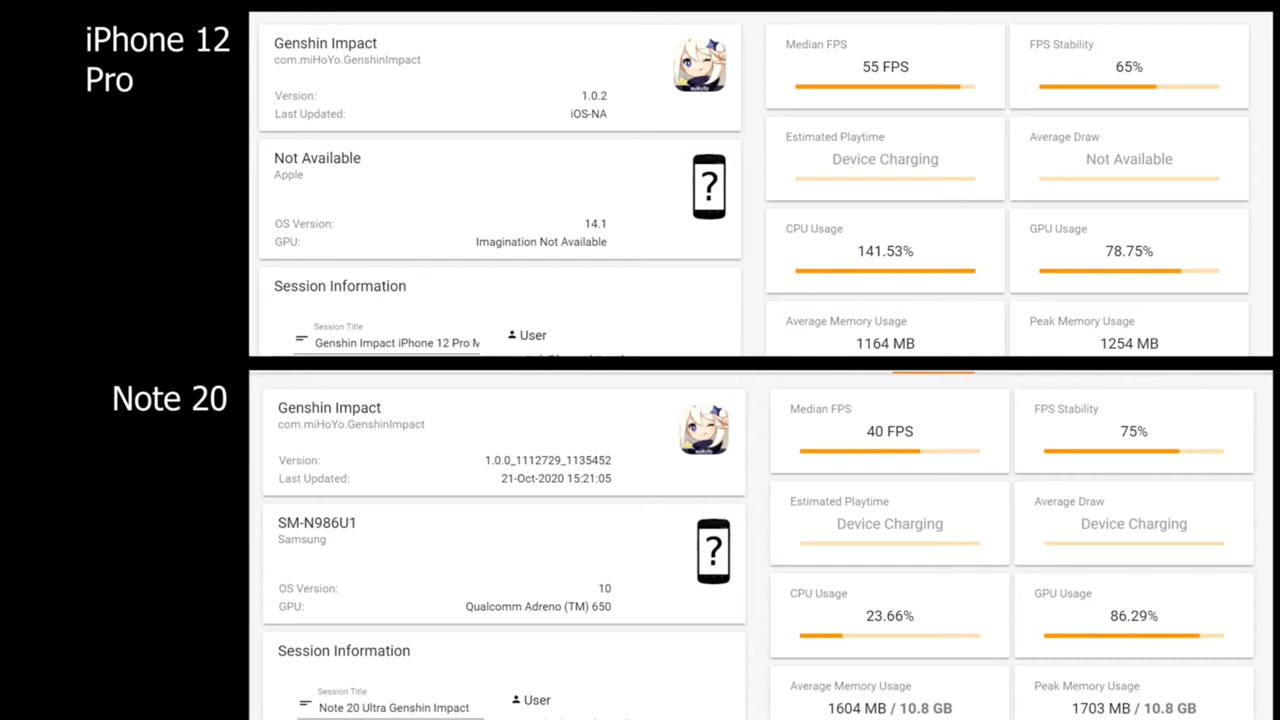 iPhone 12
Pro
Genshin Impact
com.miHoYo.GenshinImpact
miHoYo
Version: 1.0.2
Last Updated: iOS-NA
Not Available
Apple
?
OS Version: 14.1
GPU: Imagination Not Available
Session Information
Session Title
Genshin Impact iPhone 12 Pro M
User
Median FPS
55 FPS
FPS Stability
65%
Estimated Playtime
Device Charging
Average Draw
Not Available
CPU Usage
141.53%
GPU Usage
78.75%
Average Memory Usage
1164 MB
Peak Memory Usage
1254 MB
Note 20
Genshin Impact
com.miHoYo.GenshinImpact
miHoYo
Version: 1.0.0_1112729_1135452
Last Updated: 21-Oct-2020 15:21:05
SM-N986U1
Samsung
?
OS Version: 10
GPU: Qualcomm Adreno (TM) 650
Session Information
Session Title
Note 20 Ultra Genshin Impact
User
Median FPS
40 FPS
FPS Stability
75%
Estimated Playtime
Device Charging
Average Draw
Device Charging
CPU Usage
23.66%
GPU Usage
86.29%
Average Memory Usage
1604 MB / 10.8 GB
Peak Memory Usage
1703 MB / 10.8 GB